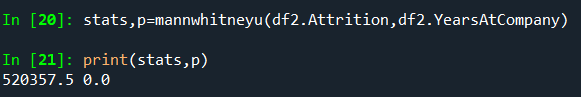 In [20]: stats,p=mannwhitneyu(df2.Attrition,df2.YearsAtCompany)
In [21]: print(stats,p)
520357.5 0.0